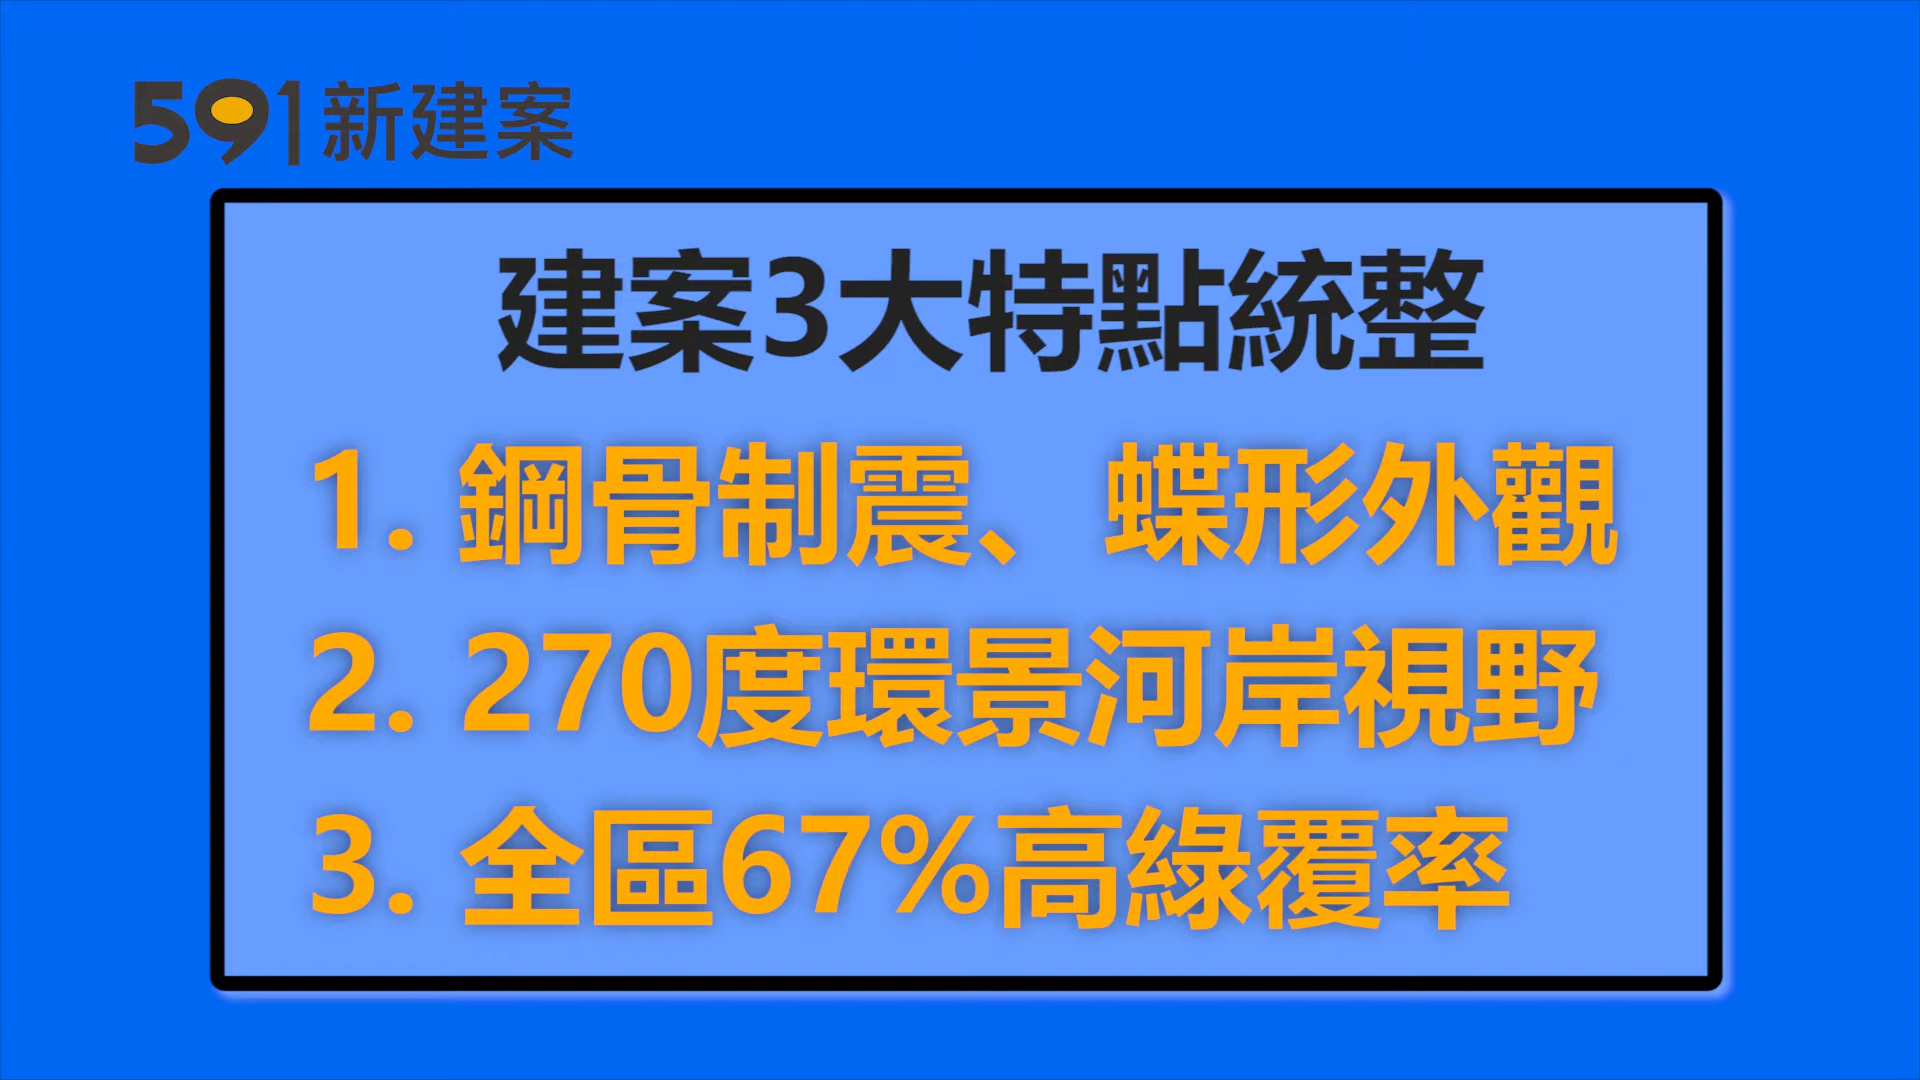 591新建案
建案3大特點統整
1. 鋼骨制震、蝶形外觀
2. 270度環景河岸視野
3. 全區67%高綠覆率